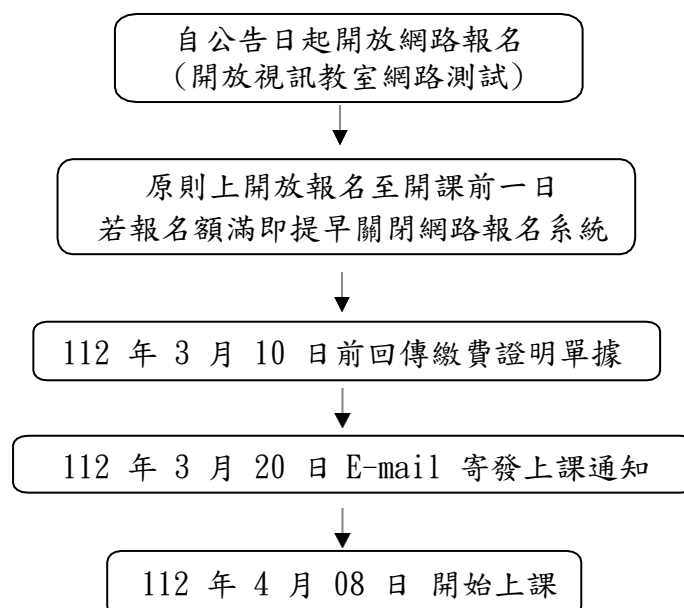 自公告日起開放網路報名
(開放視訊教室網路測試)
原則上開放報名至開課前一日
若報名額滿即提早關閉網路報名系統
112 年 3 月 10 日前回傳繳費證明單據
112 年 3 月 20 日 E-mail 寄發上課通知
112 年 4 月 08 日 開始上課